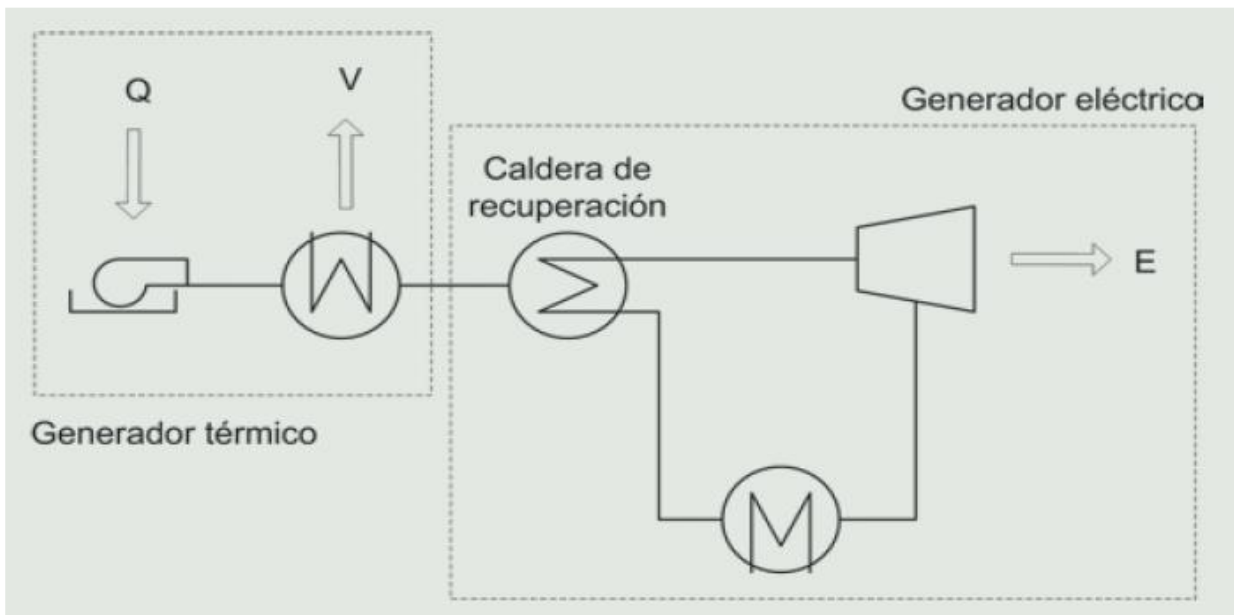 Q
V
Generador eléctrico
Caldera de
recuperación
E
Generador térmico